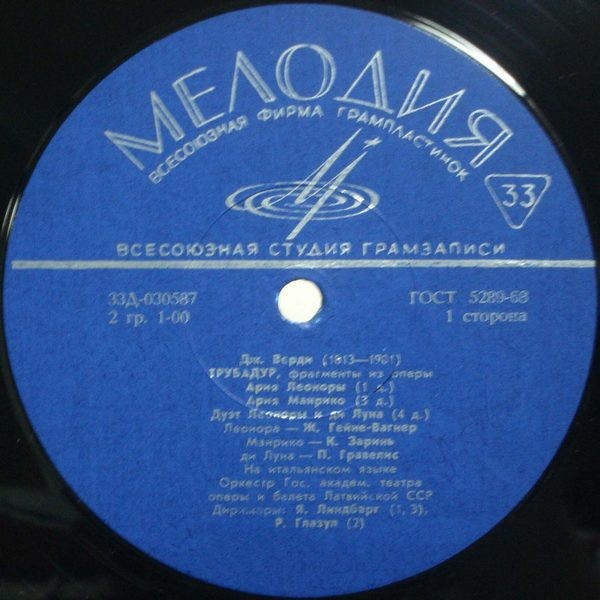 МЕЛОДИЯ
ВСЕСОЮЗНАЯ ФИРМА ГРАМПЛАСТИНОК
33
ВСЕСОЮЗНАЯ СТУДИЯ ГРАМЗАПИСИ
33Д-030587 ГОСТ 5289-68
2 гр. 1-00 1 сторона
Дж. Верди (1813—1901)
ТРУБАДУР, фрагменты из оперы
Ария Леоноры (1 д.)
Ария Манрико (3 д.)
Дуэт Леоноры и ди Луна (4 д.)
Леонора — Ж. Гейне-Вагнер
Манрико — К. Заринь
ди Луна — П. Гравелис
На итальянском языке
Оркестр Гос. академ. театра
оперы и балета Латвийской ССР
Дирижеры: Я. Линдберг (1, 3),
Р. Глазуп (2)